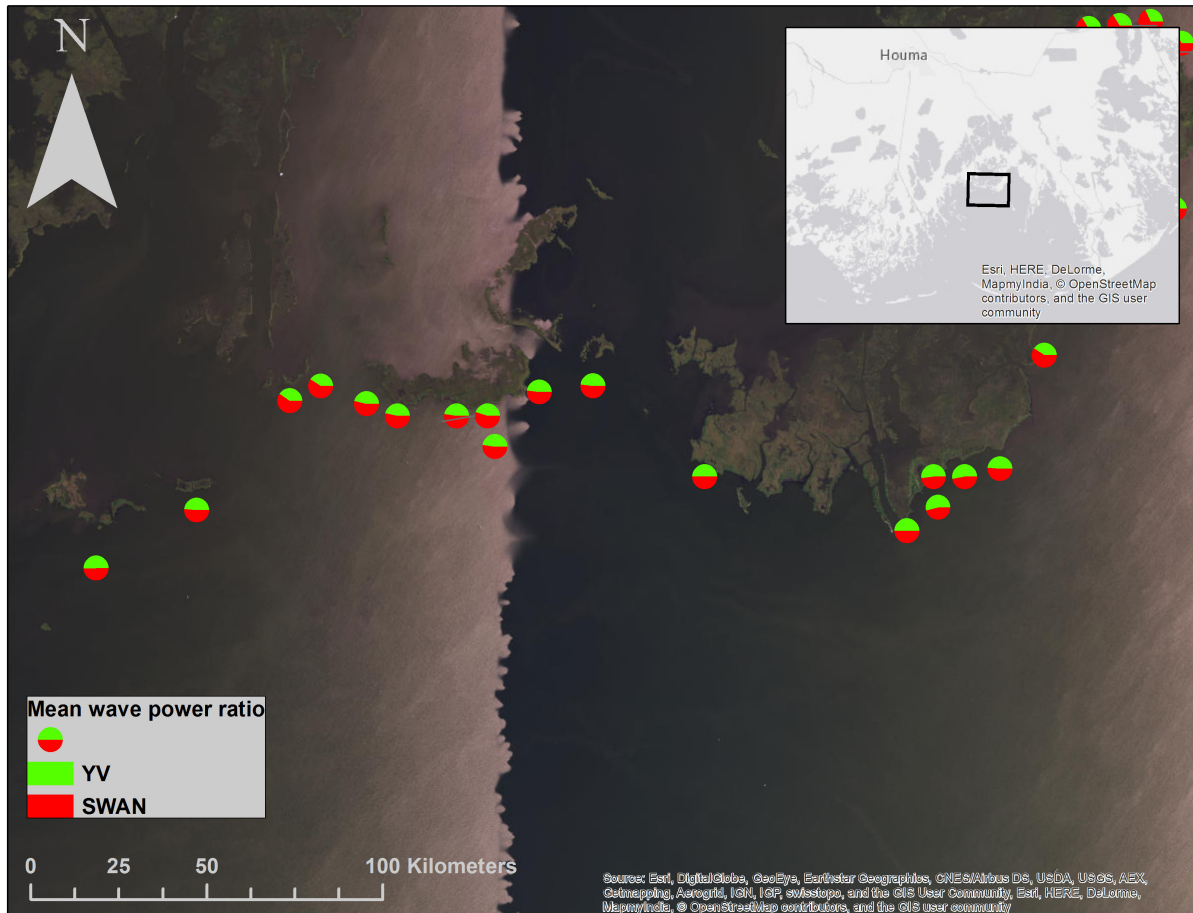 N
Houma
Esri, HERE, DeLorme,
MapmyIndia, © OpenStreetMap
contributors, and the GIS user
community
Mean wave power ratio
YV
SWAN
0 25 50 100 Kilometers
Source: Esri, DigitalGlobe, GeoEye, Earthstar Geographics, CNES/Airbus DS, USDA, USGS, AEX,
Getmapping, Aerogrid, IGN, IGP, swisstopo, and the GIS User Community, Esri, HERE, DeLorme,
MapmyIndia, © OpenStreetMap contributors, and the GIS user community